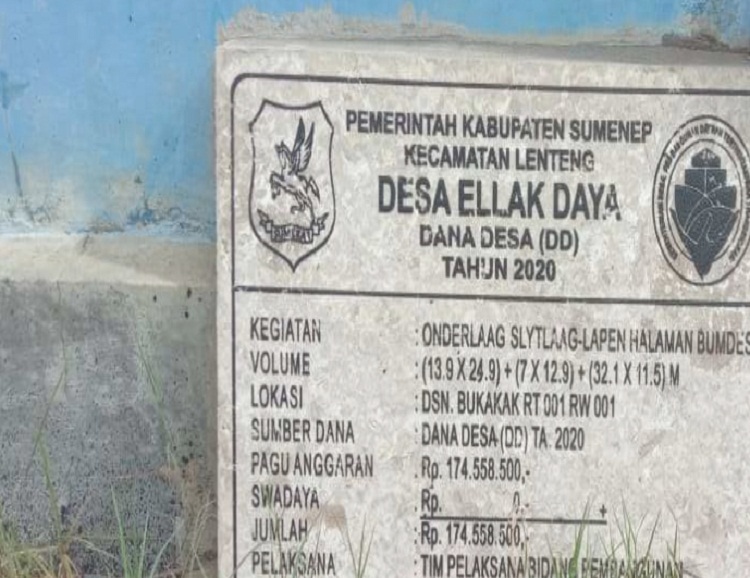 PEMERINTAH KABUPATEN SUMENEP
KECAMATAN LENTENG
DESA ELLAK DAYA
DANA DESA (DD)
TAHUN 2020
KEGIATAN : ONDERLAAG SLYTLAAG-LAPEN HALAMAN BUMDES
VOLUME : (13.9 X 24.9) + (7 X 12.9) + (32.1 X 11.5) M
LOKASI : DSN. BUKAKAK RT 001 RW 001
SUMBER DANA : DANA DESA (DD) TA. 2020
PAGU ANGGARAN : Rp. 174.558.500,-
SWADAYA : Rp. 0,- +
JUMLAH : Rp. 174.558.500,-
PELAKSANA : TIM PELAKSANA BIDANG PEMBANGUNAN